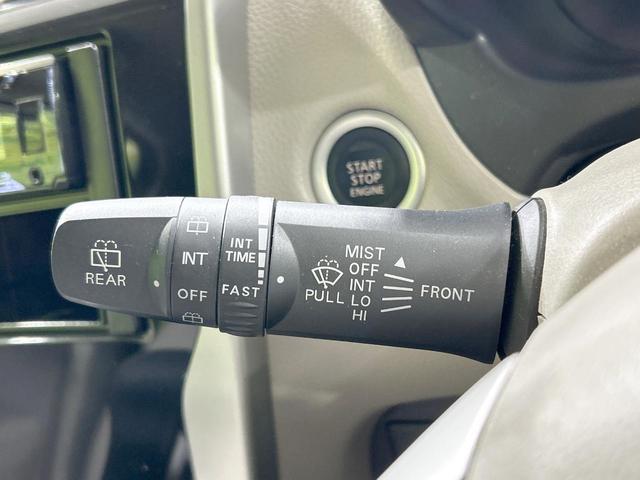 START
STOP
ENGINE
REAR
INT
OFF
INT
TIME
FAST
PULL
MIST
OFF
INT
LO
HI
FRONT